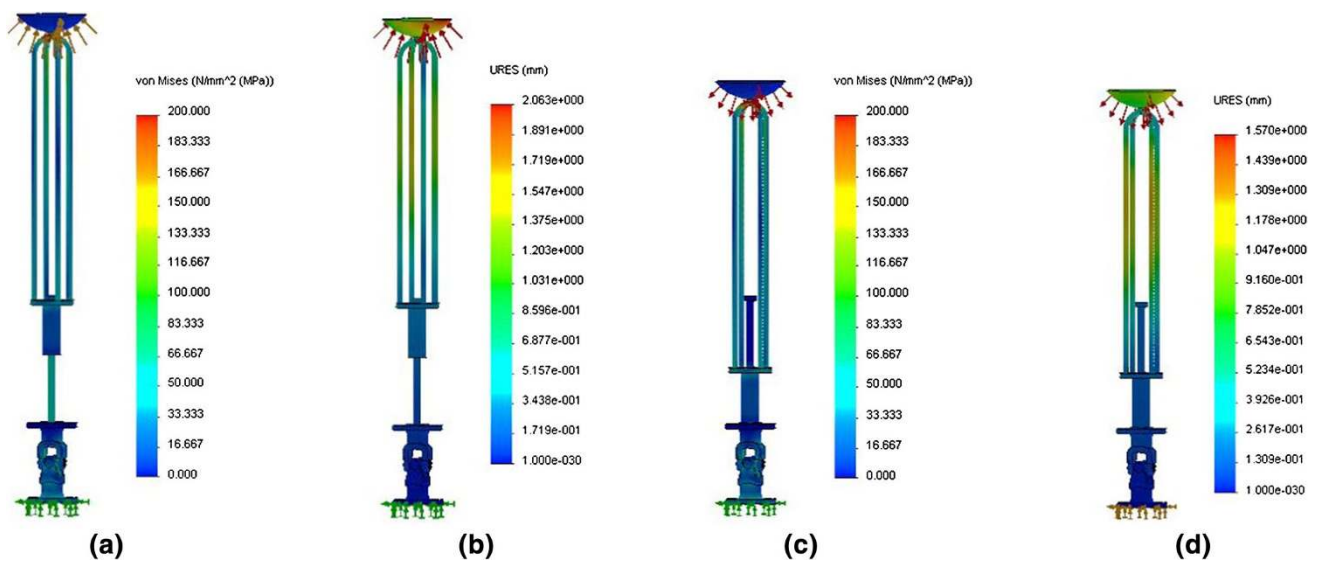 von Mises (N/mm^2 (MPa))
200.000
183.333
166.667
150.000
133.333
116.667
100.000
83.333
66.667
50.000
33.333
16.667
0.000
(a)
URES (mm)
2.063e+000
1.891e+000
1.719e+000
1.547e+000
1.375e+000
1.203e+000
1.031e+000
8.596e-001
6.877e-001
5.157e-001
3.438e-001
1.719e-001
1.000e-030
(b)
von Mises (N/mm^2 (MPa))
200.000
183.333
166.667
150.000
133.333
116.667
100.000
83.333
66.667
50.000
33.333
16.667
0.000
(c)
URES (mm)
1.570e+000
1.439e+000
1.309e+000
1.178e+000
1.047e+000
9.160e-001
7.852e-001
6.543e-001
5.234e-001
3.926e-001
2.617e-001
1.309e-001
1.000e-030
(d)